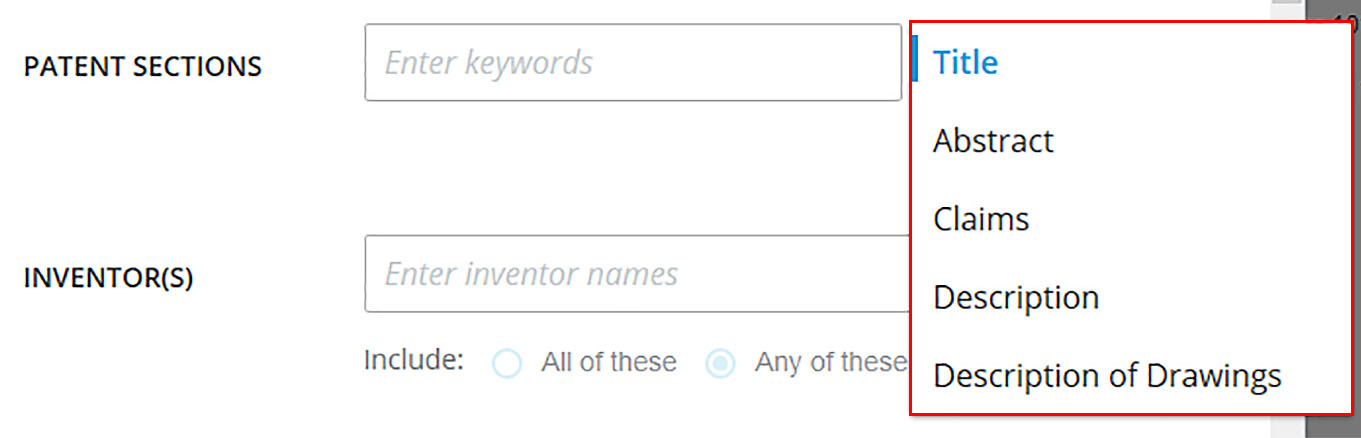 PATENT SECTIONS
Enter keywords
Title
Abstract
Claims
INVENTOR(S)
Enter inventor names
Description
Include:
All of these
Any of these
Description of Drawings